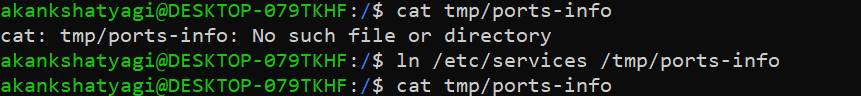 akankshatyagi@DESKTOP-079TKHF:/$ cat tmp/ports-info
cat: tmp/ports-info: No such file or directory
akankshatyagi@DESKTOP-079TKHF:/$ ln /etc/services /tmp/ports-info
akankshatyagi@DESKTOP-079TKHF:/$ cat tmp/ports-info